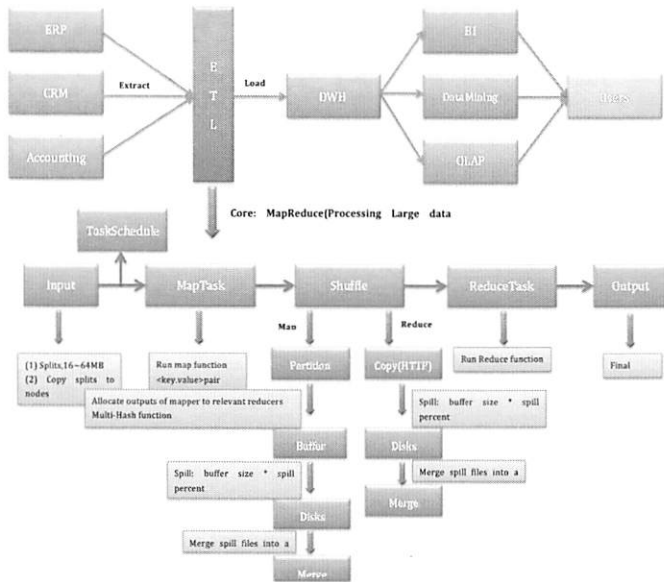 ERP
BI
E
T
L
Extract
Load
CRM
DWH
DataMining
Users
Accounting
OLAP
Core: MapReduce(Processing Large data
TaskSchedule
Input
MapTask
Shuffle
ReduceTask
Output
Map
Reduce
(1) Splits,16~64MB
(2) Copy splits to
nodes
Run map function
<key,value>pair
Partition
Copy(HTTP)
Run Reduce function
Final
Allocate outputs of mapper to relevant reducers
Multi-Hash function
Spill: buffer size * spill
percent
Buffer
Disks
Spill: buffer size * spill
percent
Merge spill files into a
Disks
Merge
Merge spill files into a
Merge